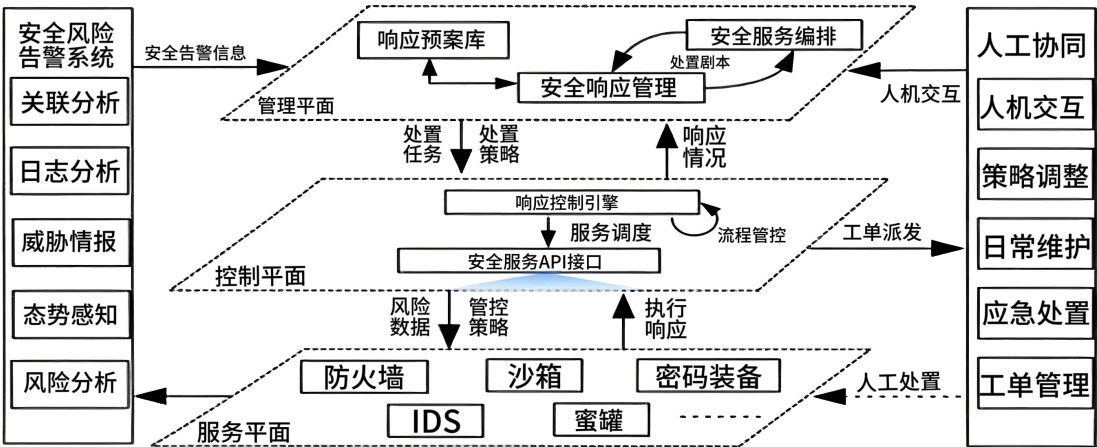 安全风险
告警系统
关联分析
日志分析
威胁情报
态势感知
风险分析
安全告警信息
响应预案库
安全服务编排
处置剧本
安全响应管理
管理平面
处置
任务
处置
策略
响应
情况
响应控制引擎
服务调度
流程管控
安全服务API接口
控制平面
风险
数据
管控
策略
执行
响应
防火墙
沙箱
密码装备
IDS
蜜罐
服务平面
人机交互
工单派发
人工处置
人工协同
人机交互
策略调整
日常维护
应急处置
工单管理